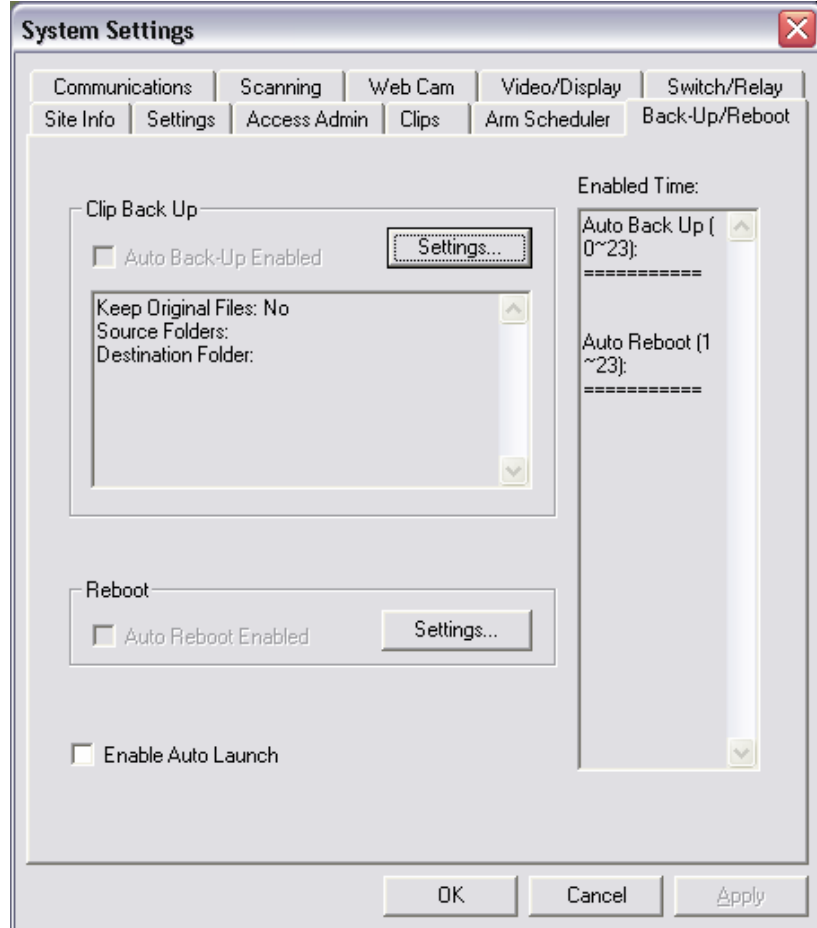 System Settings
Communications Scanning Web Cam Video/Display Switch/Relay
Site Info Settings Access Admin Clips Arm Scheduler Back-Up/Reboot
Clip Back Up
Auto Back-Up Enabled
Settings...
Keep Original Files: No
Source Folders:
Destination Folder:
Reboot
Auto Reboot Enabled
Settings...
Enable Auto Launch
Enabled Time:
Auto Back Up (
0~23):
===========
Auto Reboot (1
~23):
===========
OK Cancel Apply